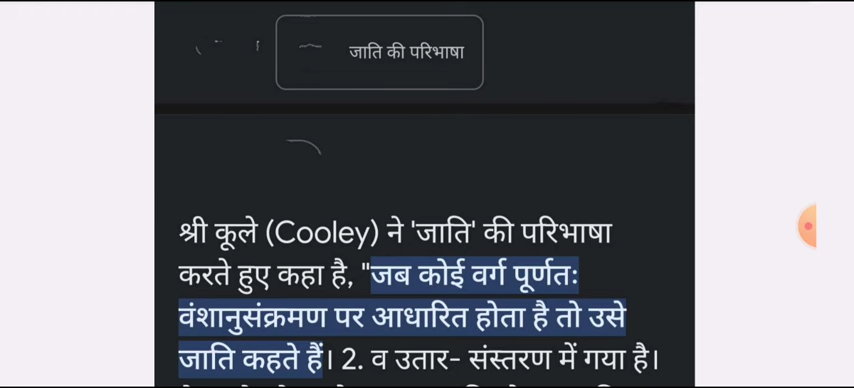 जाति की परिभाषा
श्री कूले (Cooley) ने 'जाति' की परिभाषा
करते हुए कहा है, "जब कोई वर्ग पूर्णतः
वंशानुसंक्रमण पर आधारित होता है तो उसे
जाति कहते हैं। 2. व उतार- संस्तरण में गया है।